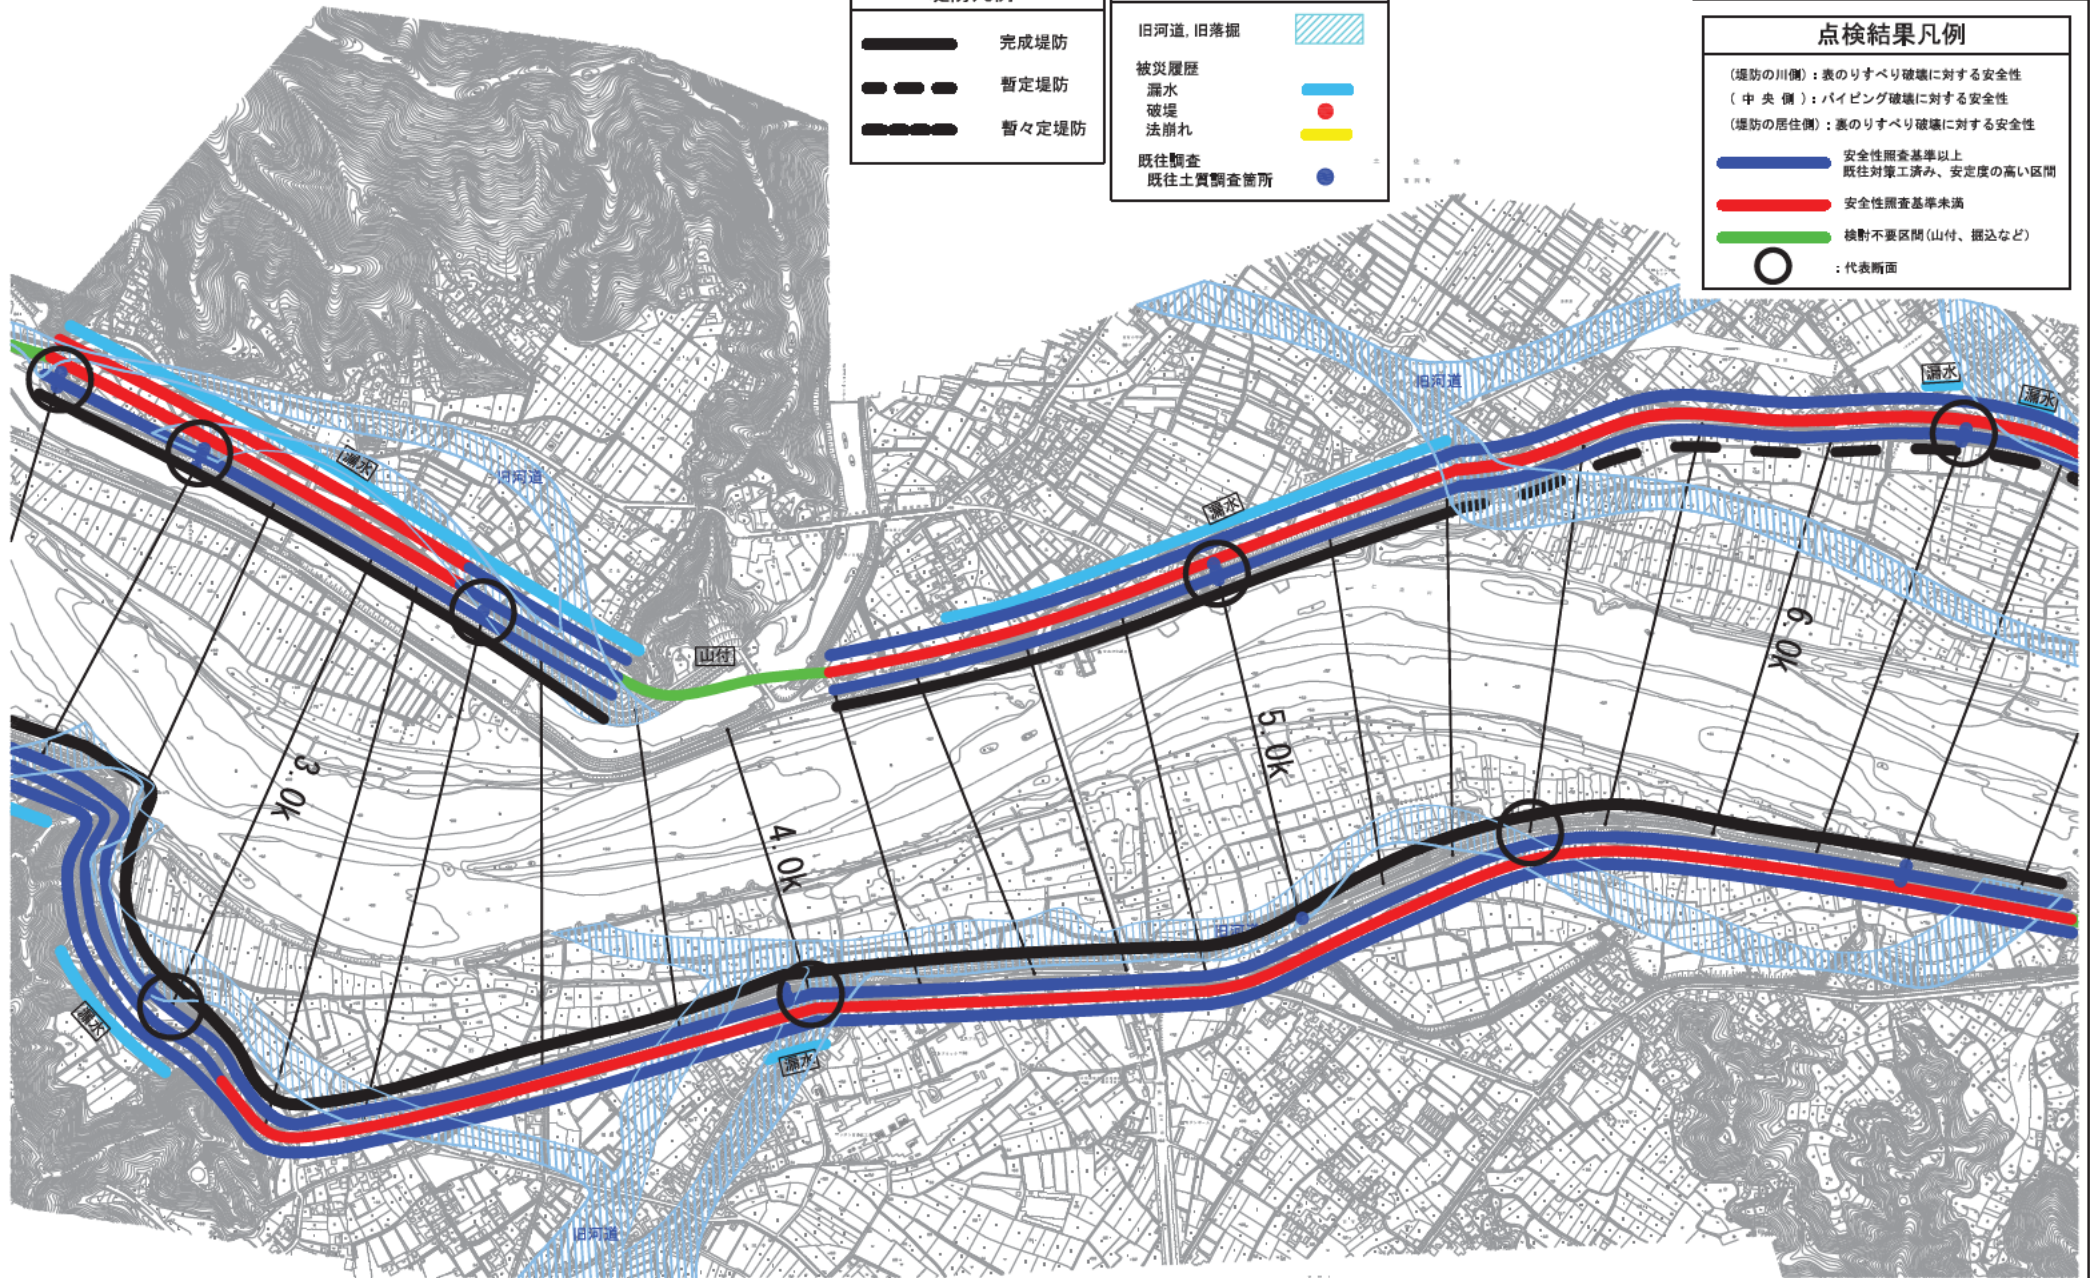 完成堤防
暫定堤防
暫々定堤防
旧河道, 旧落掘
被災履歴
漏水
破堤
法崩れ
既往調査
既往土質調査箇所
点検結果凡例
(堤防の川側) : 表のりすべり破壊に対する安全性
( 中 央 側 ) : パイピング破壊に対する安全性
(堤防の居住側) : 裏のりすべり破壊に対する安全性
安全性照査基準以上
既往対策工済み、安定度の高い区間
安全性照査基準未満
検討不要区間(山付、掘込など)
: 代表断面
漏水
旧河道
山付
漏水
旧河道
漏水
漏水
3.0k
4.0k
5.0k
6.0k
漏水
漏水
旧河道